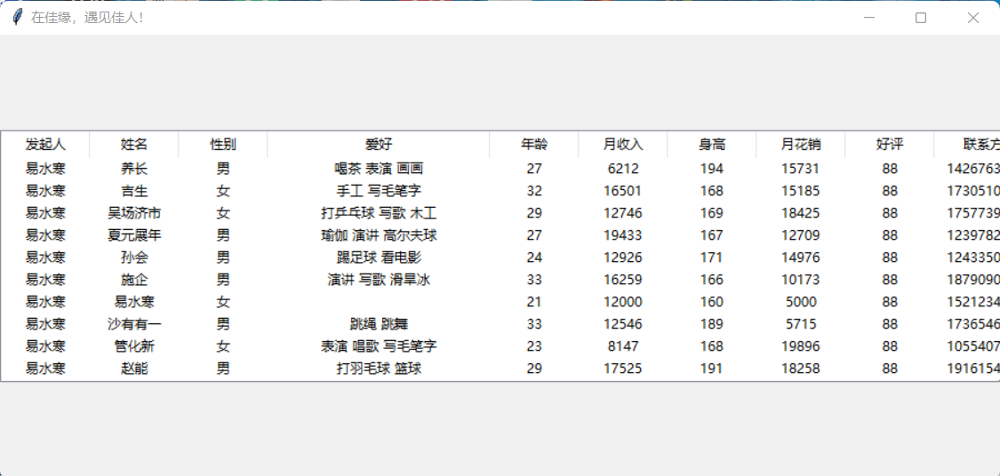 在佳缘，遇见佳人！
发起人 姓名 性别 爱好 年龄 月收入 身高 月花销 好评 联系方
易水寒 养长 男 喝茶 表演 画画 27 6212 194 15731 88 1426763
易水寒 吉生 女 手工 写毛笔字 32 16501 168 15185 88 1730510
易水寒 吴场济市 女 打乒乓球 写歌 木工 29 12746 169 18425 88 1757739
易水寒 夏元展年 男 瑜伽 演讲 高尔夫球 27 19433 167 12709 88 1239782
易水寒 孙会 男 踢足球 看电影 24 12926 171 14976 88 1243350
易水寒 施企 男 演讲 写歌 滑旱冰 33 16259 166 10173 88 1879090
易水寒 易水寒 女 21 12000 160 5000 88 1521234
易水寒 沙有有一 男 跳绳 跳舞 33 12546 189 5715 88 1736546
易水寒 管化新 女 表演 唱歌 写毛笔字 23 8147 168 19896 88 1055407
易水寒 赵能 男 打羽毛球 篮球 29 17525 191 18258 88 1916154